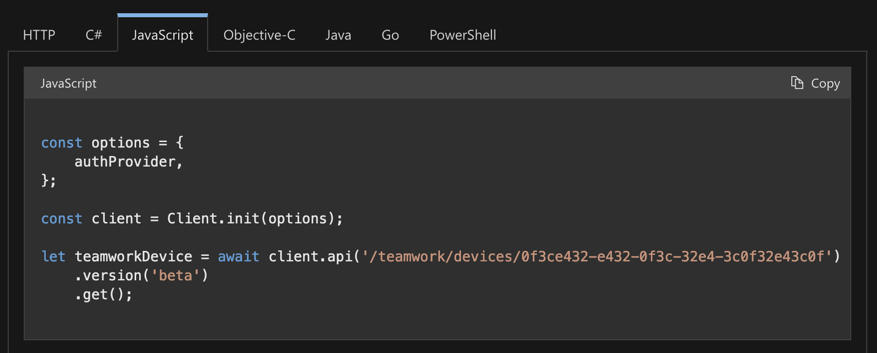 HTTP C# JavaScript Objective-C Java Go PowerShell
JavaScript Copy
const options = {
    authProvider,
};
const client = Client.init(options);
let teamworkDevice = await client.api('/teamwork/devices/0f3ce432-e432-0f3c-32e4-3c0f32e43c0f')
    .version('beta')
    .get();